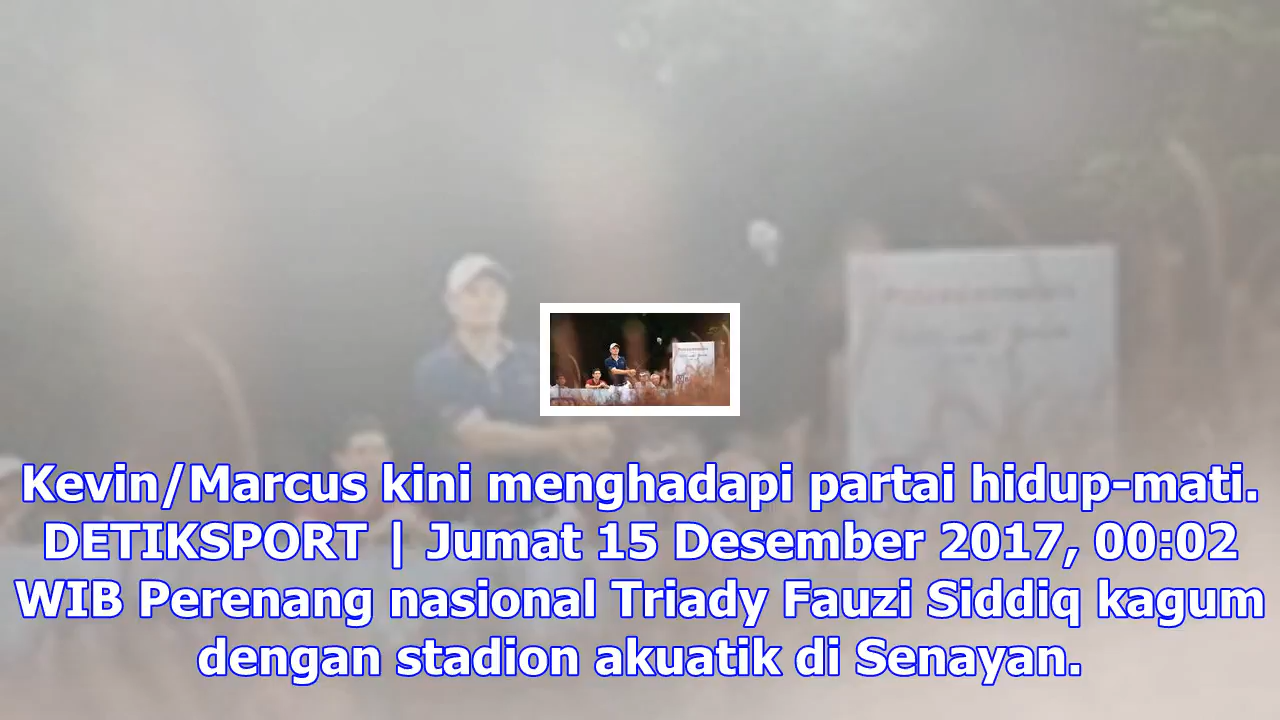 Kevin/Marcus kini menghadapi partai hidup-mati.
DETIKSPORT | Jumat 15 Desember 2017, 00:02
WIB Perenang nasional Triady Fauzi Siddiq kagum
dengan stadion akuatik di Senayan.